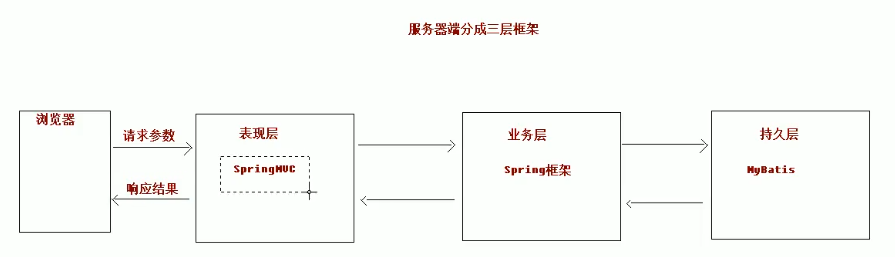 服务器端分成三层框架
浏览器
请求参数
响应结果
表现层
SpringMVC
业务层
Spring框架
持久层
MyBatis